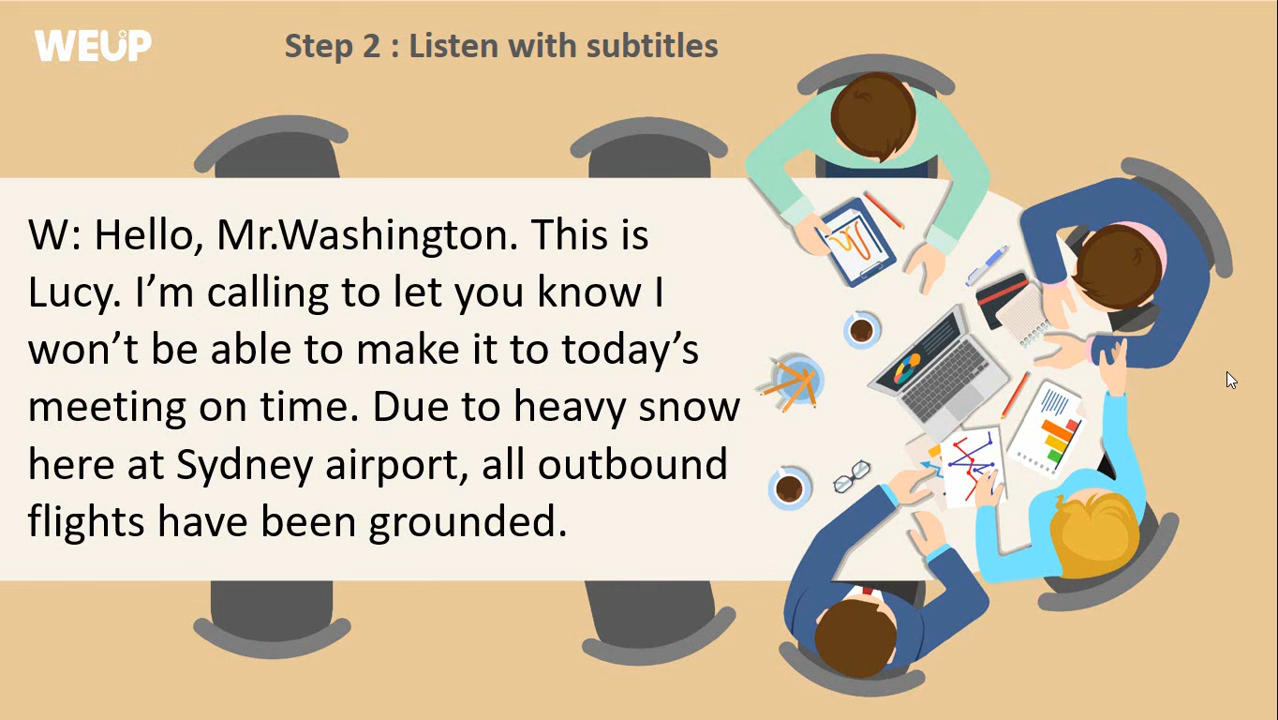 WEUP
Step 2 : Listen with subtitles
W: Hello, Mr.Washington. This is
Lucy. I’m calling to let you know I
won’t be able to make it to today’s
meeting on time. Due to heavy snow
here at Sydney airport, all outbound
flights have been grounded.